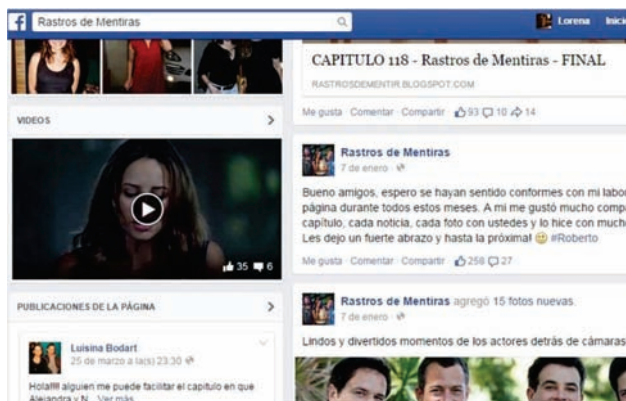 Rastros de Mentiras
Lorena
Inicio
CAPITULO 118 - Rastros de Mentiras - FINAL
RASTROSDEMENTIR.BLOGSPOT.COM
Me gusta · Comentar · Compartir 93 10 14
VIDEOS
35 6
PUBLICACIONES DE LA PÁGINA
Luisina Bodart
25 de marzo a la(s) 23:30
Hola!!!! alguien me puede facilitar el capitulo en que
Alejandra y N... Ver más
Rastros de Mentiras
7 de enero
Bueno amigos, espero se hayan sentido conformes con mi labor
página durante todos estos meses. A mi me gustó mucho compa
capítulo, cada noticia, cada foto con ustedes y lo hice con mucho
Les dejo un fuerte abrazo y hasta la próxima! #Roberto
Me gusta · Comentar · Compartir 258 27
Rastros de Mentiras agregó 15 fotos nuevas.
7 de enero
Lindos y divertidos momentos de los actores detrás de cámaras